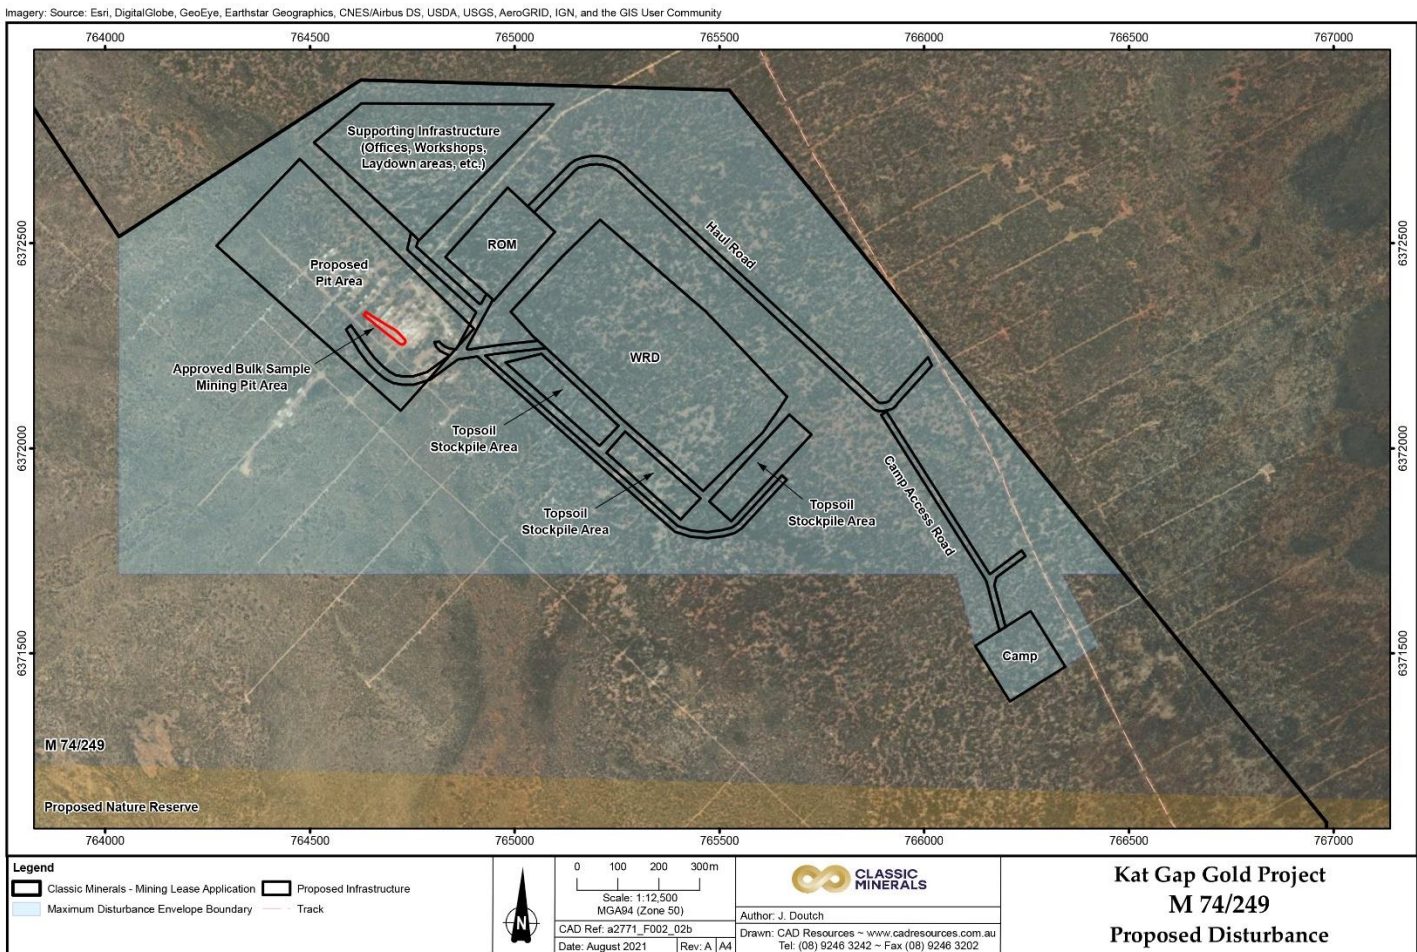 Imagery: Source: Esri, DigitalGlobe, GeoEye, Earthstar Geographics, CNES/Airbus DS, USDA, USGS, AeroGRID, IGN, and the GIS User Community
764000
764500
765000
765500
766000
766500
767000
6372500
6372000
6371500
6372500
6372000
6371500
Supporting Infrastructure
(Offices, Workshops,
Laydown areas, etc.)
ROM
Haul Road
Proposed
Pit Area
Approved Bulk Sample
Mining Pit Area
WRD
Topsoil
Stockpile Area
Topsoil
Stockpile Area
Topsoil
Stockpile Area
Camp Access Road
Camp
M 74/249
Proposed Nature Reserve
764000
764500
765000
765500
766000
766500
767000
Legend
Classic Minerals - Mining Lease Application
Proposed Infrastructure
Maximum Disturbance Envelope Boundary
Track
N
0 100 200 300m
Scale: 1:12,500
MGA94 (Zone 50)
CAD Ref: a2771_F002_02b
Date: August 2021
Rev: A
A4
CLASSIC
MINERALS
Author: J. Doutch
Drawn: CAD Resources ~ www.cadresources.com.au
Tel: (08) 9246 3242 ~ Fax (08) 9246 3202
Kat Gap Gold Project
M 74/249
Proposed Disturbance